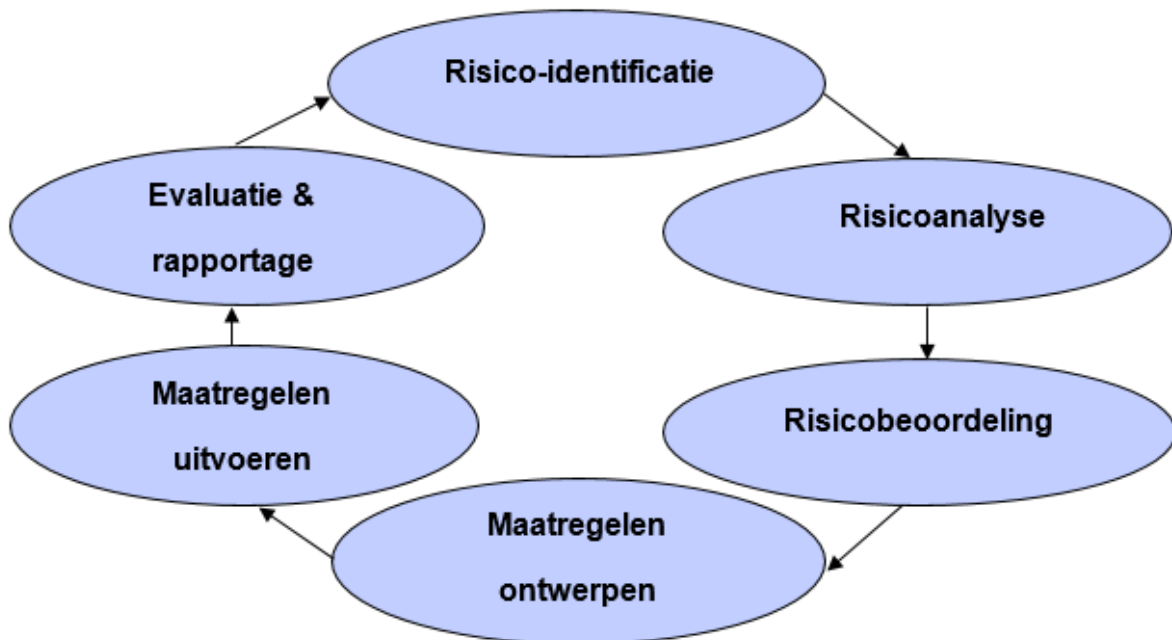 Risico-identificatie
Risicoanalyse
Risicobeoordeling
Maatregelen
ontwerpen
Maatregelen
uitvoeren
Evaluatie &
rapportage